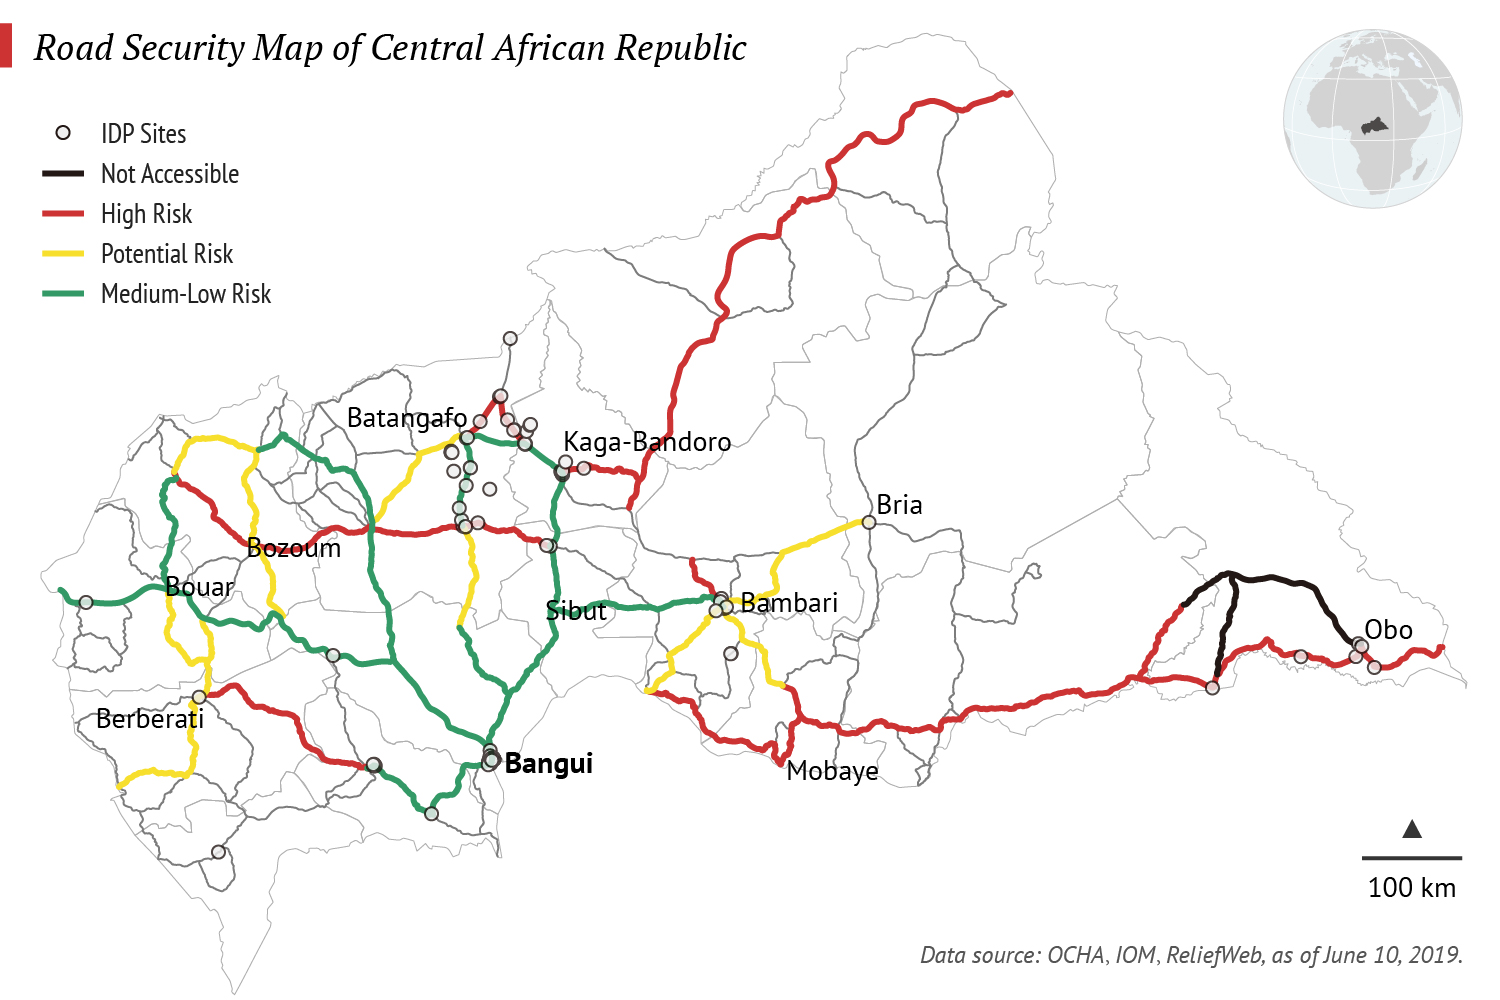 Road Security Map of Central African Republic
IDP Sites
Not Accessible
High Risk
Potential Risk
Medium-Low Risk
Batangafo
Kaga-Bandoro
Bria
Bozoum
Bouar
Sibut
Bambari
Obo
Berberati
Bangui
Mobaye
100 km
Data source: OCHA, IOM, ReliefWeb, as of June 10, 2019.